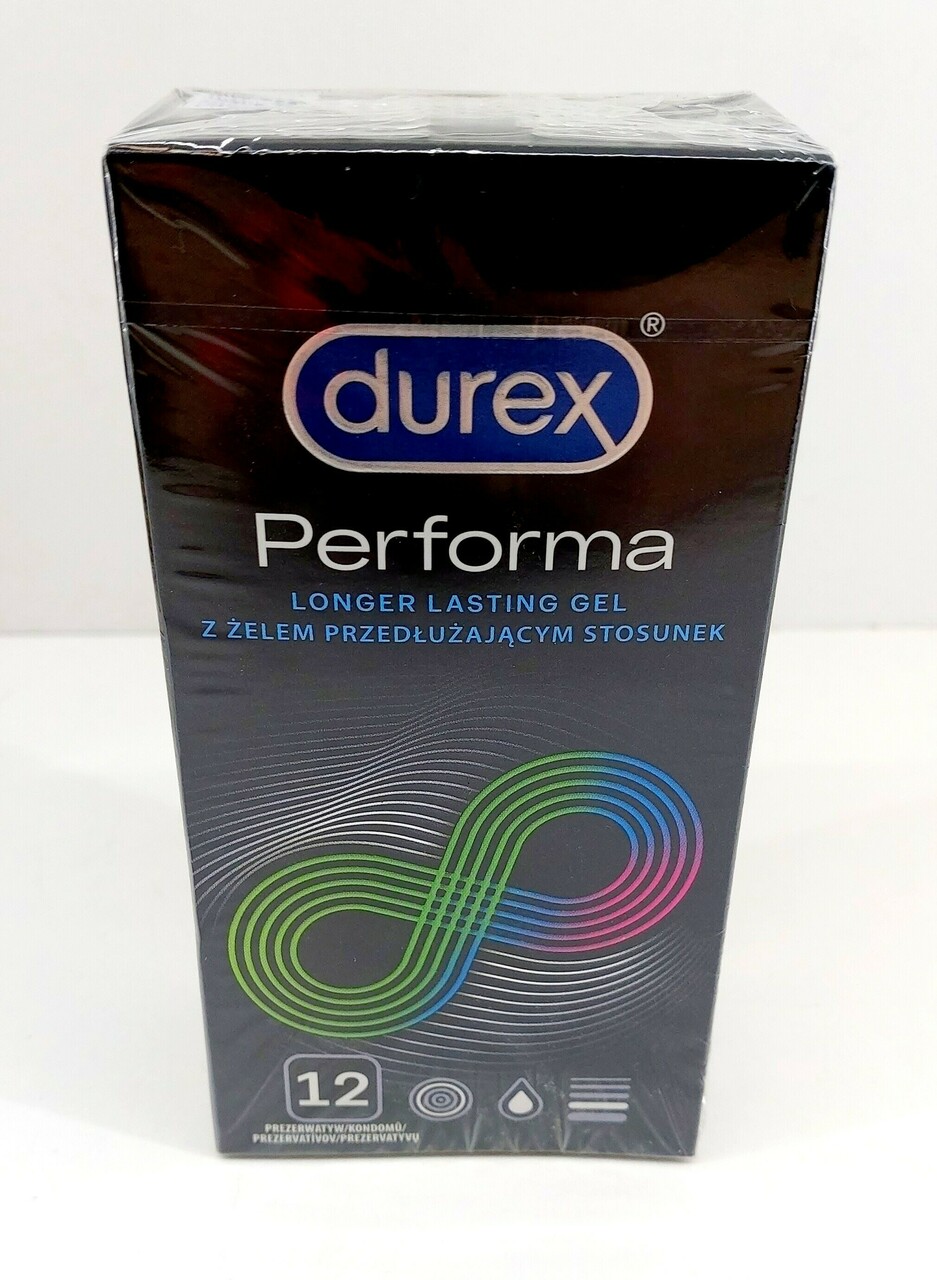 durex®
Performa
LONGER LASTING GEL
Z ŻELEM PRZEDŁUŻAJĄCYM STOSUNEK
12
PREZERWATYW/KONDOMŮ/
PREZERVATÍVOV/PREZERVATYVŲ